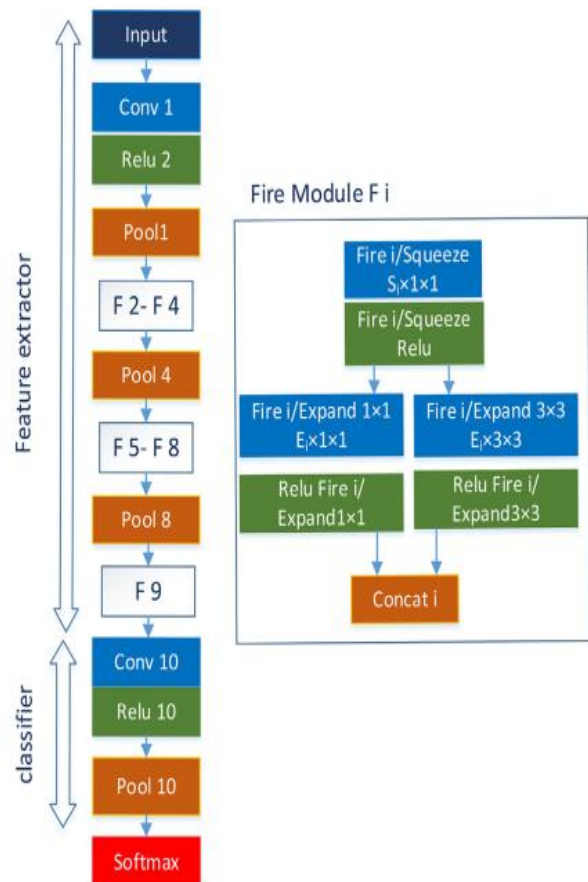 Input
Conv 1
Relu 2
Pool1
F 2- F 4
Pool 4
F 5- F 8
Pool 8
F 9
Conv 10
Relu 10
Pool 10
Softmax
Feature extractor
classifier
Fire Module F i
Fire i/Squeeze
Sᵢ×1×1
Fire i/Squeeze
Relu
Fire i/Expand 1×1
Eᵢ×1×1
Relu Fire i/
Expand1×1
Fire i/Expand 3×3
Eᵢ×3×3
Relu Fire i/
Expand3×3
Concat i